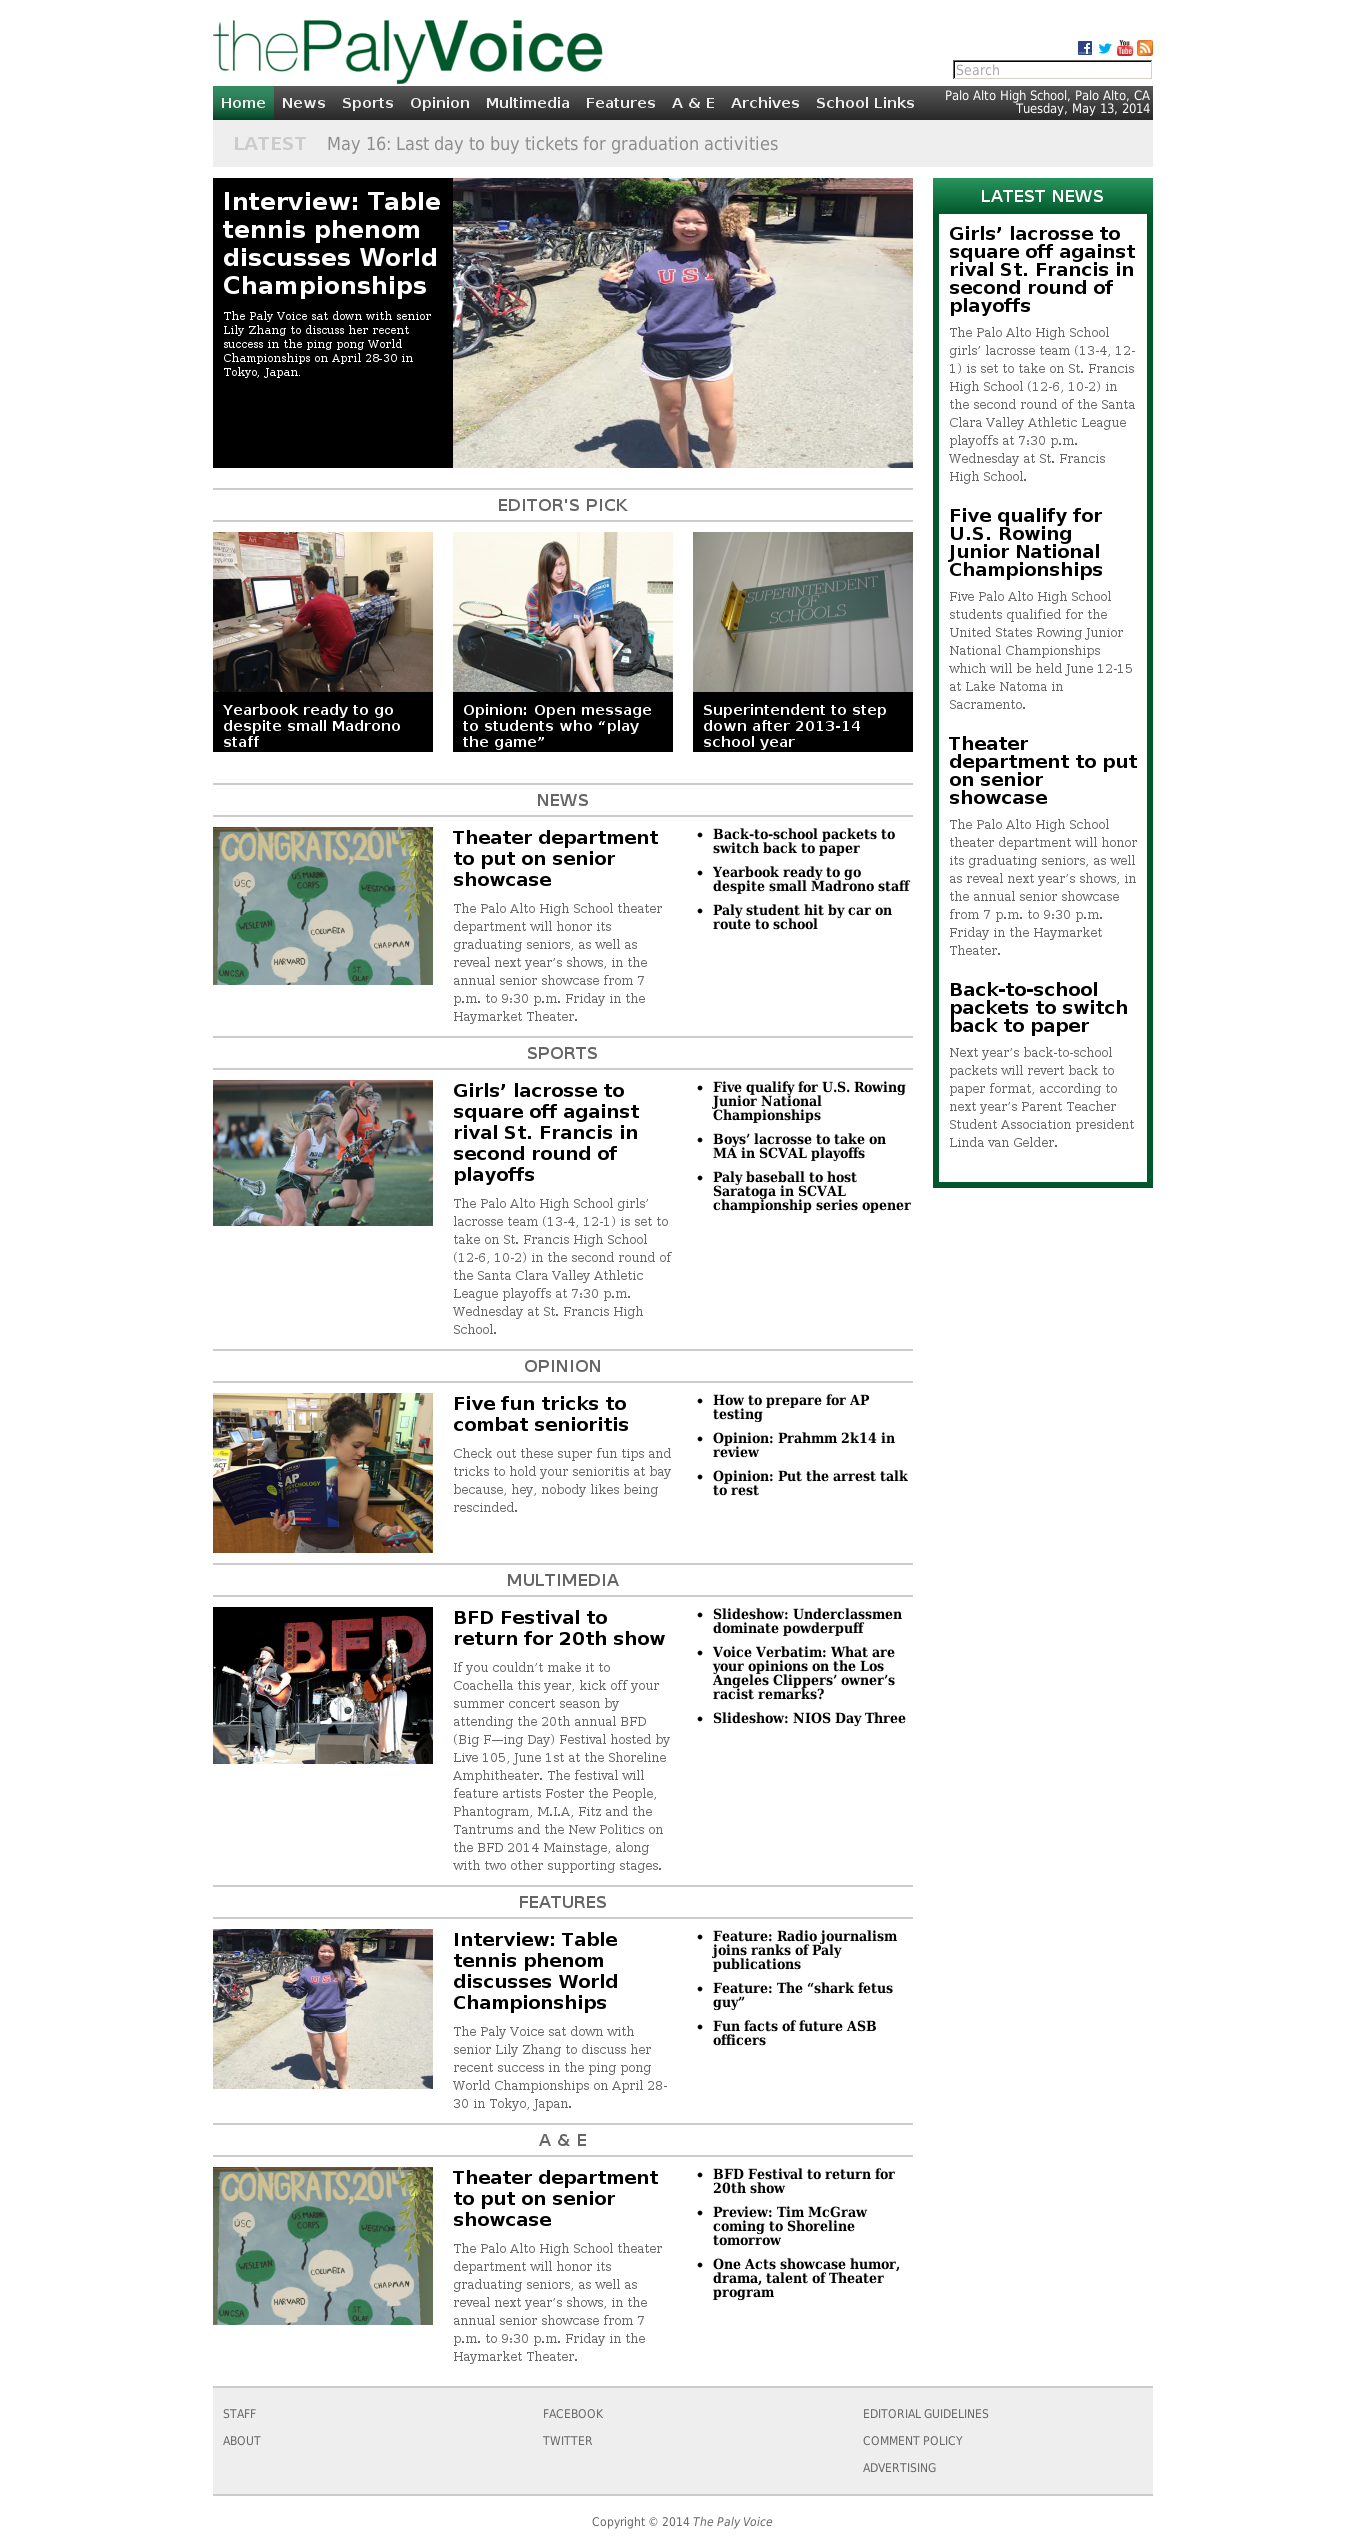 thePalyVoice
Search
Home News Sports Opinion Multimedia Features A & E Archives School Links
Palo Alto High School, Palo Alto, CA
Tuesday, May 13, 2014
LATEST May 16: Last day to buy tickets for graduation activities
Interview: Table
tennis phenom
discusses World
Championships
The Paly Voice sat down with senior
Lily Zhang to discuss her recent
success in the ping pong World
Championships on April 28-30 in
Tokyo, Japan.
EDITOR'S PICK
SUPERINTENDENT
OF
SCHOOLS
Yearbook ready to go
despite small Madrono
staff
Opinion: Open message
to students who “play
the game”
Superintendent to step
down after 2013-14
school year
NEWS
CONGRATS, 2014
USC
US MARINE
CORPS
WESTMONT
WESLEYAN
COLUMBIA
CHAPMAN
HARVARD
ST. OLAF
UNCSA
Theater department
to put on senior
showcase
The Palo Alto High School theater
department will honor its
graduating seniors, as well as
reveal next year’s shows, in the
annual senior showcase from 7
p.m. to 9:30 p.m. Friday in the
Haymarket Theater.
• Back-to-school packets to
switch back to paper
• Yearbook ready to go
despite small Madrono staff
• Paly student hit by car on
route to school
SPORTS
Girls’ lacrosse to
square off against
rival St. Francis in
second round of
playoffs
The Palo Alto High School girls’
lacrosse team (13-4, 12-1) is set to
take on St. Francis High School
(12-6, 10-2) in the second round of
the Santa Clara Valley Athletic
League playoffs at 7:30 p.m.
Wednesday at St. Francis High
School.
• Five qualify for U.S. Rowing
Junior National
Championships
• Boys’ lacrosse to take on
MA in SCVAL playoffs
• Paly baseball to host
Saratoga in SCVAL
championship series opener
OPINION
AP
PSYCHOLOGY
Five fun tricks to
combat senioritis
Check out these super fun tips and
tricks to hold your senioritis at bay
because, hey, nobody likes being
rescinded.
• How to prepare for AP
testing
• Opinion: Prahmm 2k14 in
review
• Opinion: Put the arrest talk
to rest
MULTIMEDIA
BFD
BFD Festival to
return for 20th show
If you couldn’t make it to
Coachella this year, kick off your
summer concert season by
attending the 20th annual BFD
(Big F—ing Day) Festival hosted by
Live 105, June 1st at the Shoreline
Amphitheater. The festival will
feature artists Foster the People,
Phantogram, M.I.A, Fitz and the
Tantrums and the New Politics on
the BFD 2014 Mainstage, along
with two other supporting stages.
• Slideshow: Underclassmen
dominate powderpuff
• Voice Verbatim: What are
your opinions on the Los
Angeles Clippers’ owner’s
racist remarks?
• Slideshow: NIOS Day Three
FEATURES
Interview: Table
tennis phenom
discusses World
Championships
The Paly Voice sat down with
senior Lily Zhang to discuss her
recent success in the ping pong
World Championships on April 28-
30 in Tokyo, Japan.
• Feature: Radio journalism
joins ranks of Paly
publications
• Feature: The “shark fetus
guy”
• Fun facts of future ASB
officers
A & E
CONGRATS, 2014
USC
US MARINE
CORPS
WESTMONT
WESLEYAN
COLUMBIA
CHAPMAN
HARVARD
ST. OLAF
UNCSA
Theater department
to put on senior
showcase
The Palo Alto High School theater
department will honor its
graduating seniors, as well as
reveal next year’s shows, in the
annual senior showcase from 7
p.m. to 9:30 p.m. Friday in the
Haymarket Theater.
• BFD Festival to return for
20th show
• Preview: Tim McGraw
coming to Shoreline
tomorrow
• One Acts showcase humor,
drama, talent of Theater
program
LATEST NEWS
Girls’ lacrosse to
square off against
rival St. Francis in
second round of
playoffs
The Palo Alto High School
girls’ lacrosse team (13-4, 12-
1) is set to take on St. Francis
High School (12-6, 10-2) in
the second round of the Santa
Clara Valley Athletic League
playoffs at 7:30 p.m.
Wednesday at St. Francis
High School.
Five qualify for
U.S. Rowing
Junior National
Championships
Five Palo Alto High School
students qualified for the
United States Rowing Junior
National Championships
which will be held June 12-15
at Lake Natoma in
Sacramento.
Theater
department to put
on senior
showcase
The Palo Alto High School
theater department will honor
its graduating seniors, as well
as reveal next year’s shows, in
the annual senior showcase
from 7 p.m. to 9:30 p.m.
Friday in the Haymarket
Theater.
Back-to-school
packets to switch
back to paper
Next year’s back-to-school
packets will revert back to
paper format, according to
next year’s Parent Teacher
Student Association president
Linda van Gelder.
STAFF
ABOUT
FACEBOOK
TWITTER
EDITORIAL GUIDELINES
COMMENT POLICY
ADVERTISING
Copyright © 2014 The Paly Voice